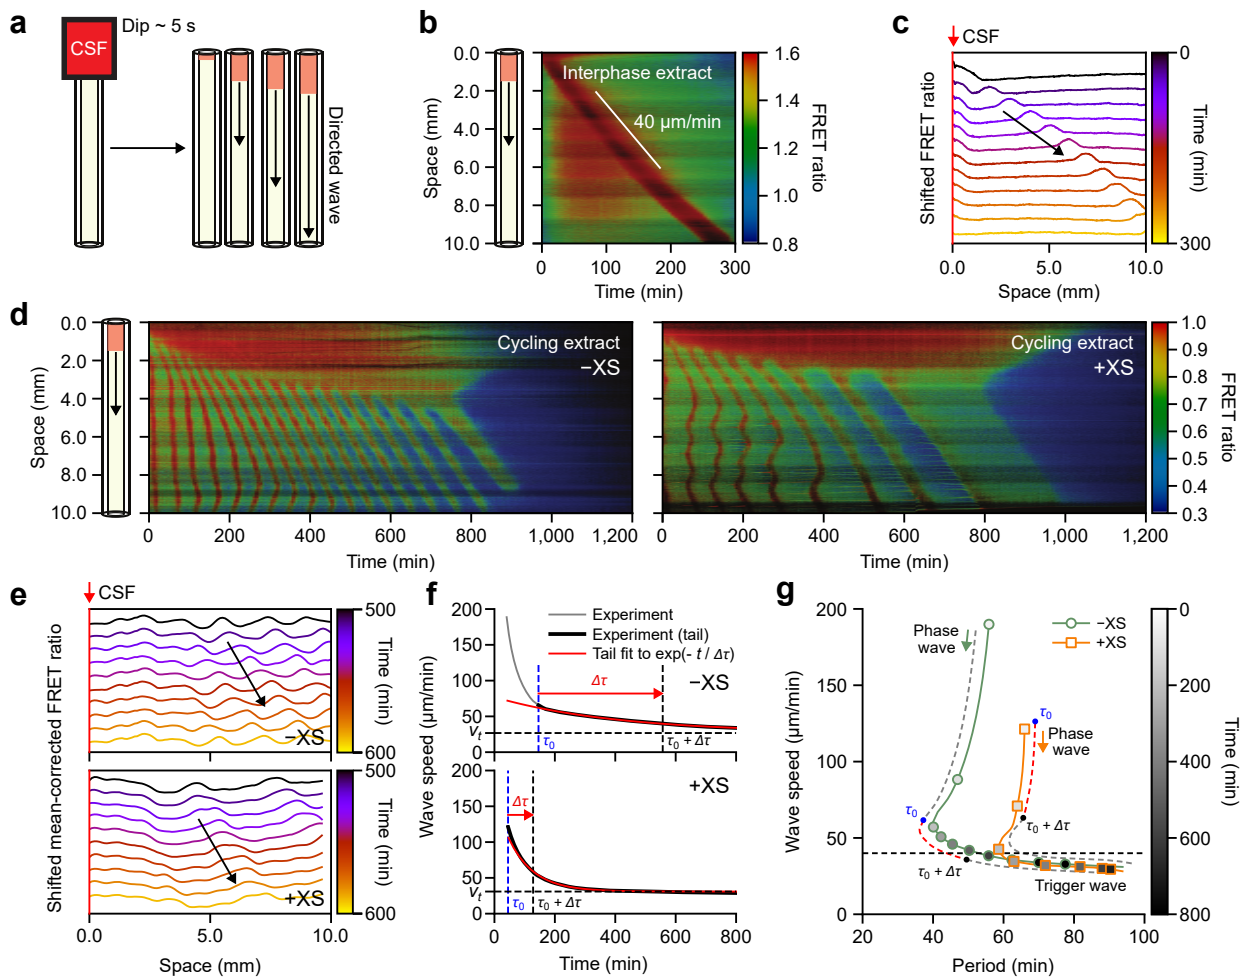 a
CSF
Dip ~ 5 s
Directed wave
b
Space (mm)
0.0
2.0
4.0
6.0
8.0
10.0
Interphase extract
40 µm/min
0
100
200
300
Time (min)
1.6
1.4
1.2
1.0
0.8
FRET ratio
c
CSF
Shifted FRET ratio
0.0
5.0
10.0
Space (mm)
0
300
Time (min)
d
Space (mm)
0.0
2.0
4.0
6.0
8.0
10.0
Cycling extract
−XS
0
200
400
600
800
1,000
1,200
Time (min)
Cycling extract
+XS
0
200
400
600
800
1,000
1,200
Time (min)
1.0
0.9
0.8
0.7
0.6
0.5
0.4
0.3
FRET ratio
e
CSF
Shifted mean-corrected FRET ratio
−XS
500
600
Time (min)
+XS
500
600
Time (min)
0.0
5.0
10.0
Space (mm)
f
Wave speed (µm/min)
200
150
100
50
v_t
0
Experiment
Experiment (tail)
Tail fit to exp(- t / Δτ)
Δτ
−XS
τ₀
τ₀ + Δτ
200
150
100
50
v_t
0
+XS
Δτ
τ₀
τ₀ + Δτ
0
200
400
600
800
Time (min)
g
Wave speed (µm/min)
200
150
100
50
0
Phase
wave
−XS
+XS
τ₀
Phase
wave
τ₀
τ₀ + Δτ
τ₀ + Δτ
Trigger wave
20
40
60
80
100
Period (min)
0
200
400
600
800
Time (min)